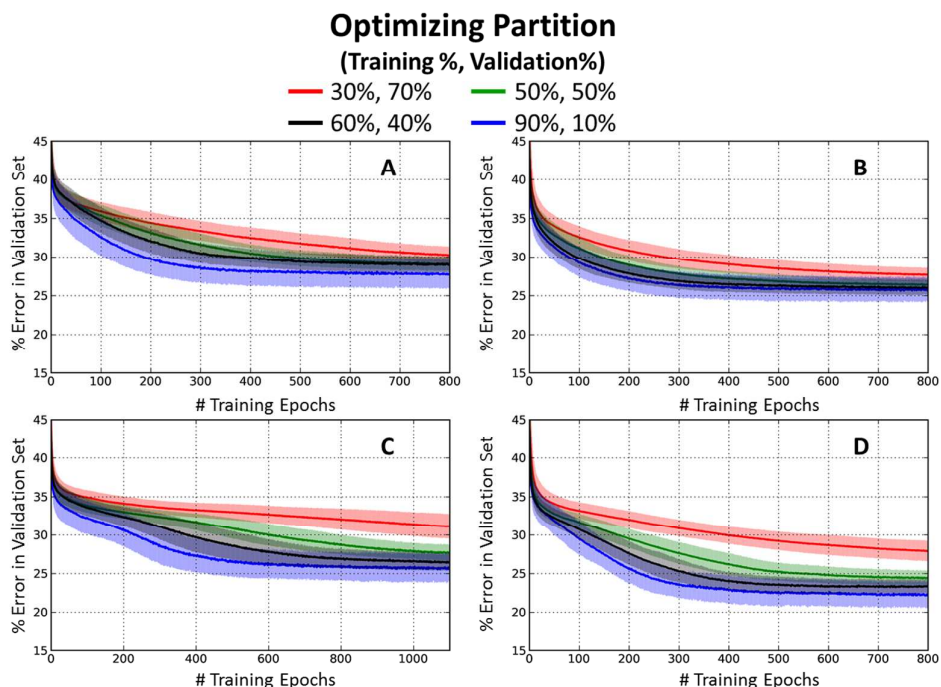 Optimizing Partition
(Training %, Validation%)
30%, 70% 50%, 50%
60%, 40% 90%, 10%
A
% Error in Validation Set
45
40
35
30
25
20
15
0 100 200 300 400 500 600 700 800
# Training Epochs
B
% Error in Validation Set
45
40
35
30
25
20
15
0 100 200 300 400 500 600 700 800
# Training Epochs
C
% Error in Validation Set
45
40
35
30
25
20
15
0 200 400 600 800 1000
# Training Epochs
D
% Error in Validation Set
45
40
35
30
25
20
15
0 100 200 300 400 500 600 700 800
# Training Epochs